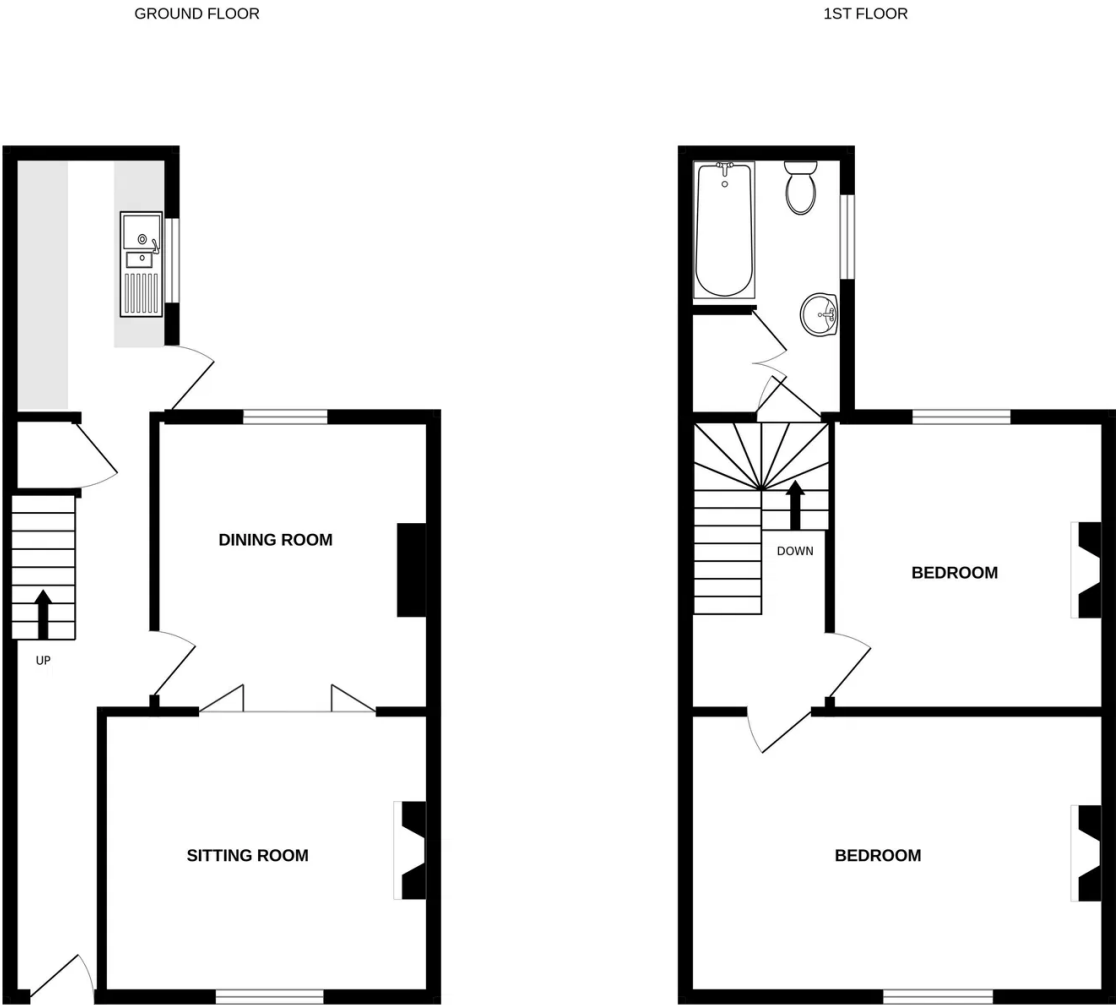 GROUND FLOOR
1ST FLOOR
DINING ROOM
UP
SITTING ROOM
DOWN
BEDROOM
BEDROOM